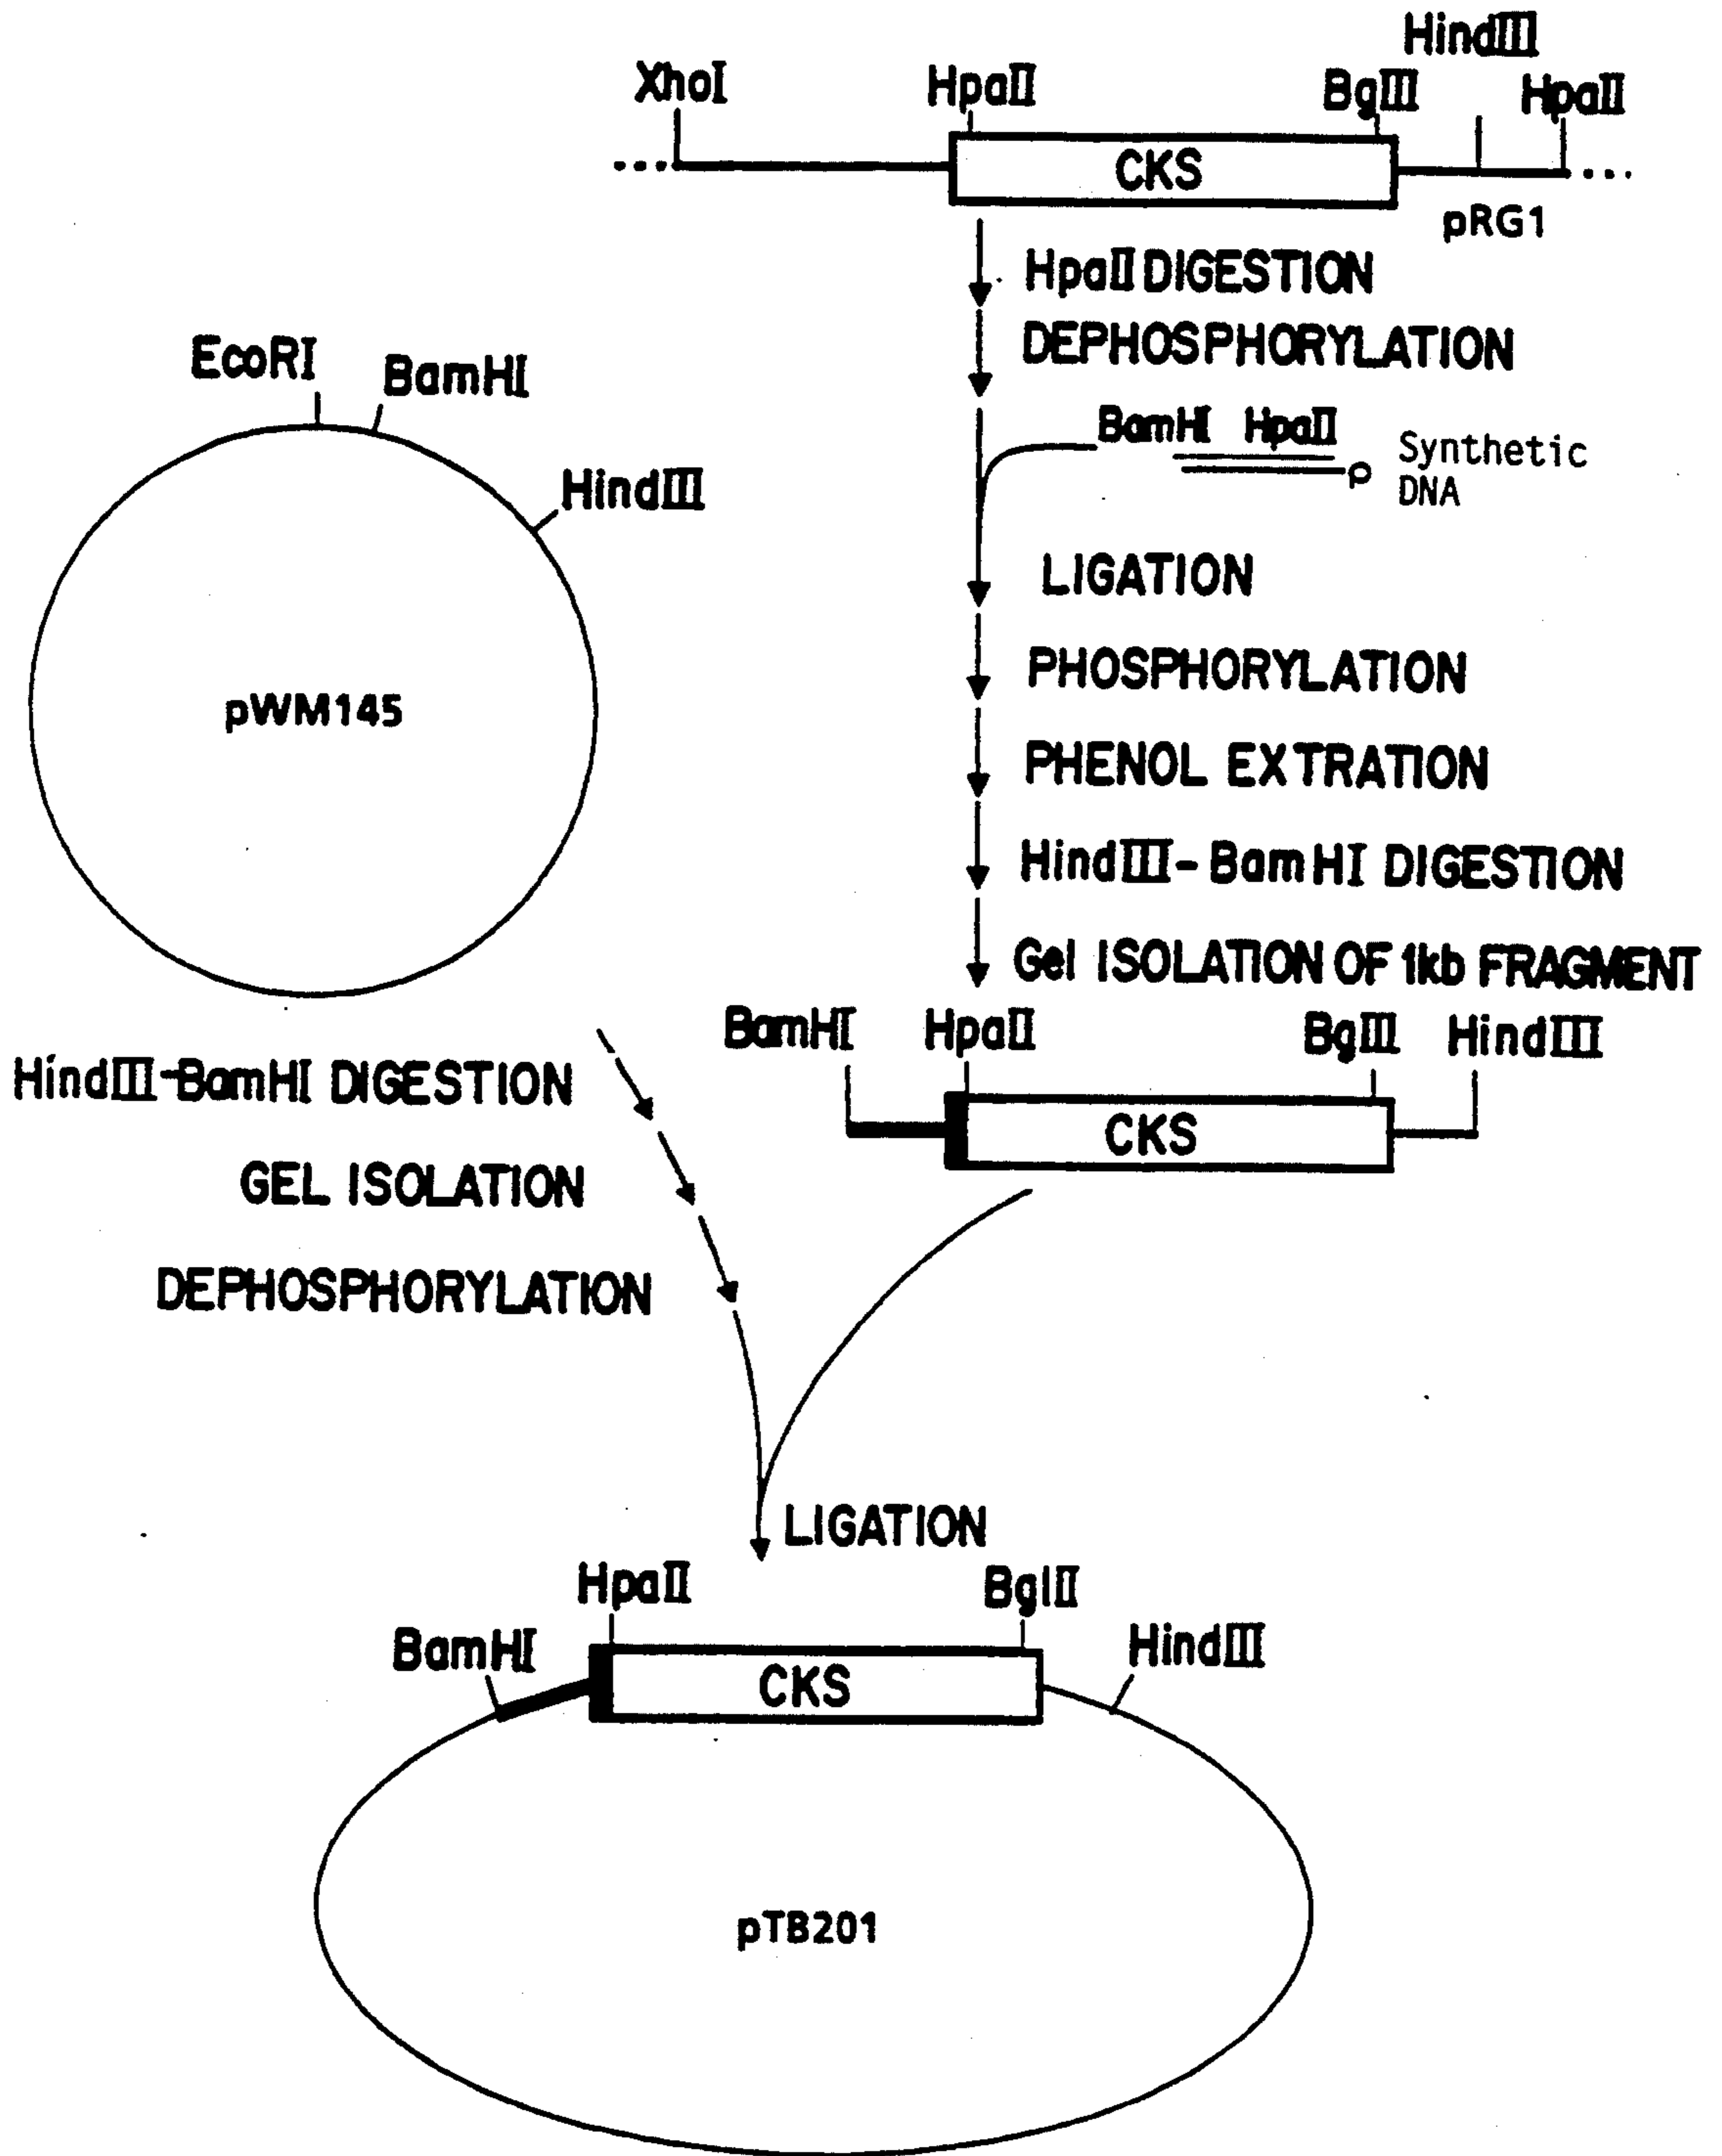 HindIII
XhoI
HpaII
BglII
HpaII
CKS
pRG1
HpaII DIGESTION
DEPHOSPHORYLATION
BamHI HpaII
p
Synthetic
DNA
LIGATION
PHOSPHORYLATION
PHENOL EXTRATION
HindIII-BamHI DIGESTION
Gel ISOLATION OF 1kb FRAGMENT
EcoRI
BamHI
HindIII
pWM145
HindIII-BamHI DIGESTION
GEL ISOLATION
DEPHOSPHORYLATION
BamHI
HpaII
BglII
HindIII
CKS
LIGATION
HpaII
BglII
BamHI
HindIII
CKS
pTB201